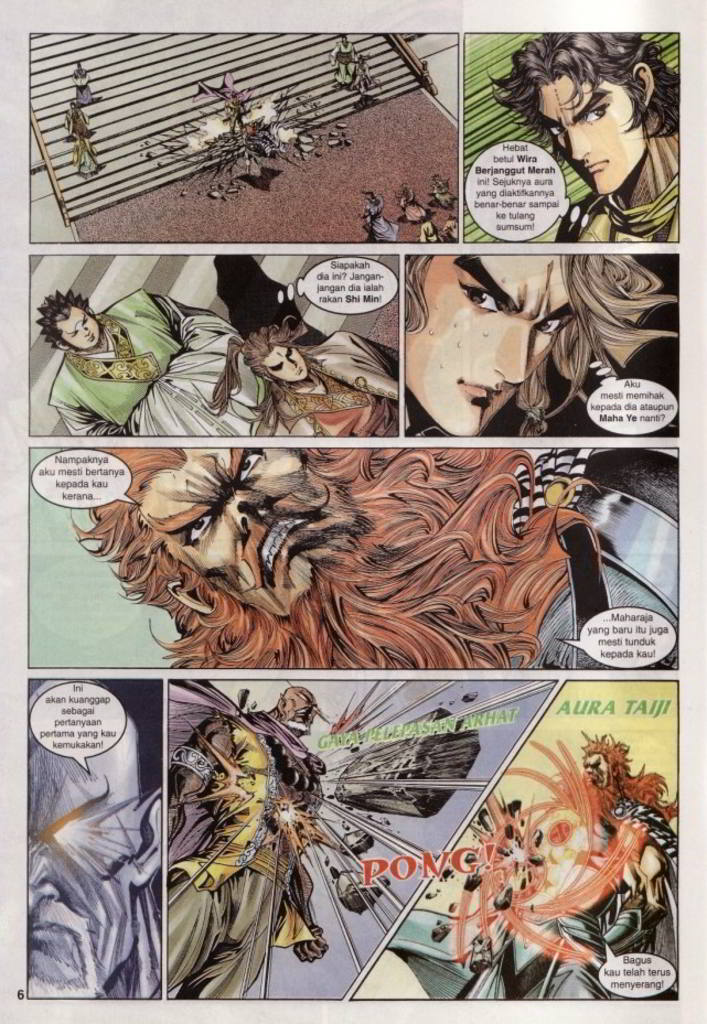 Hebat
betul Wira
Berjanggut Merah
ini! Sejuknya aura
yang diaktifkannya
benar-benar sampai
ke tulang
sumsum!
Siapakah
dia ini? Jangan-
jangan dia ialah
rakan Shi Min!
Aku
mesti memihak
kepada dia ataupun
Maha Ye nanti?
Nampaknya
aku mesti bertanya
kepada kau
kerana...
...Maharaja
yang baru itu juga
mesti tunduk
kepada kau!
Ini
akan kuanggap
sebagai
pertanyaan
pertama yang kau
kemukakan!
GAYA PELEPASAN ARHAT
AURA TAIJI
PONG!
Bagus
kau telah terus
menyerang!
6